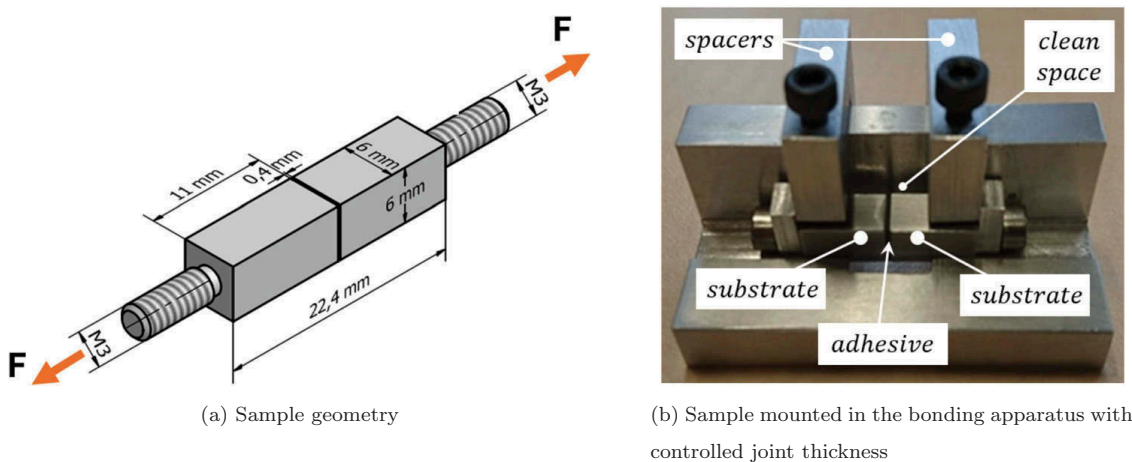 F
M3
11 mm
0,4 mm
6 mm
6 mm
22,4 mm
M3
F
spacers
clean
space
substrate
substrate
adhesive
(a) Sample geometry
(b) Sample mounted in the bonding apparatus with
controlled joint thickness